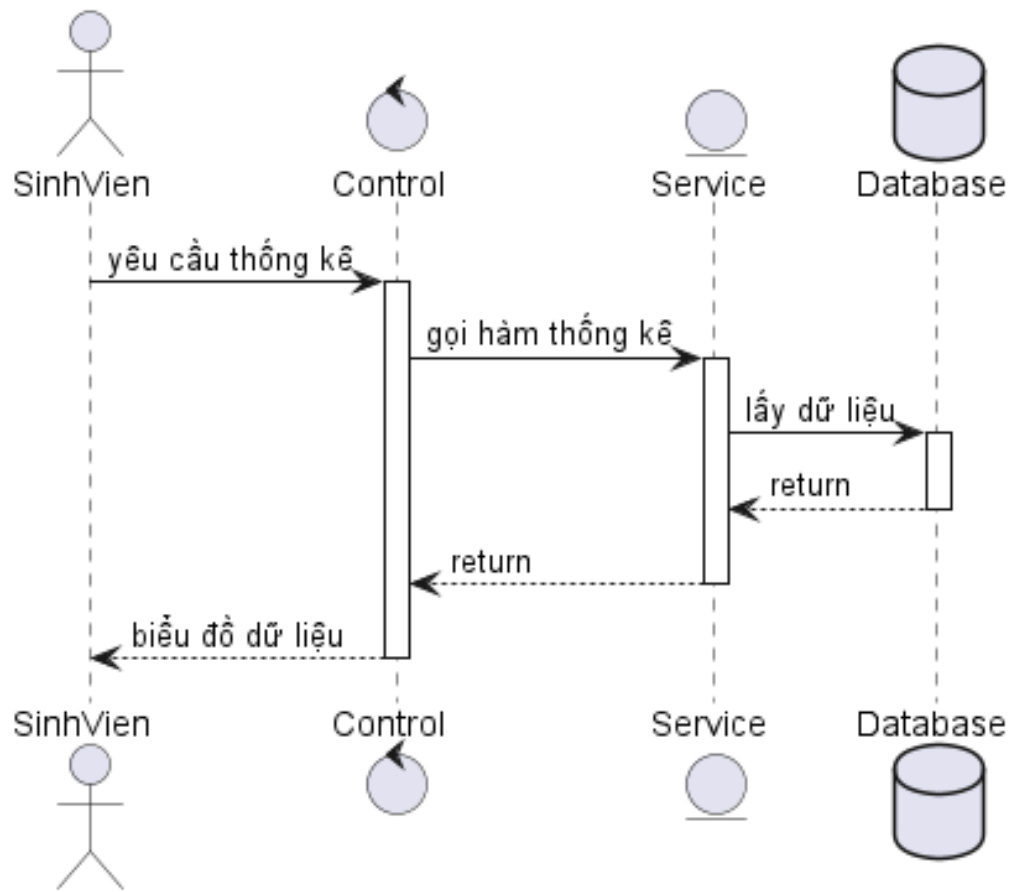 SinhVien
Control
Service
Database
yêu cầu thống kê
gọi hàm thống kê
lấy dữ liệu
return
return
biểu đồ dữ liệu
SinhVien
Control
Service
Database